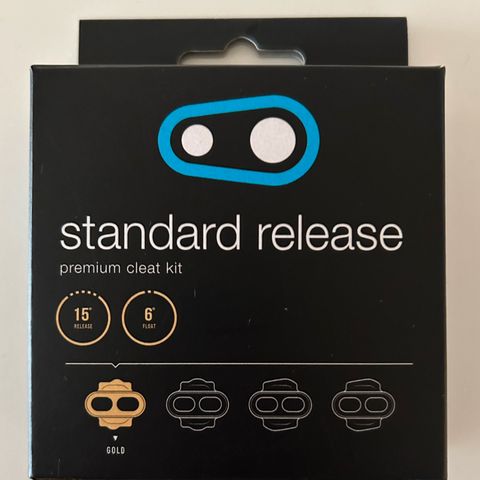 standard release
premium cleat kit
15°
RELEASE
6°
FLOAT
GOLD